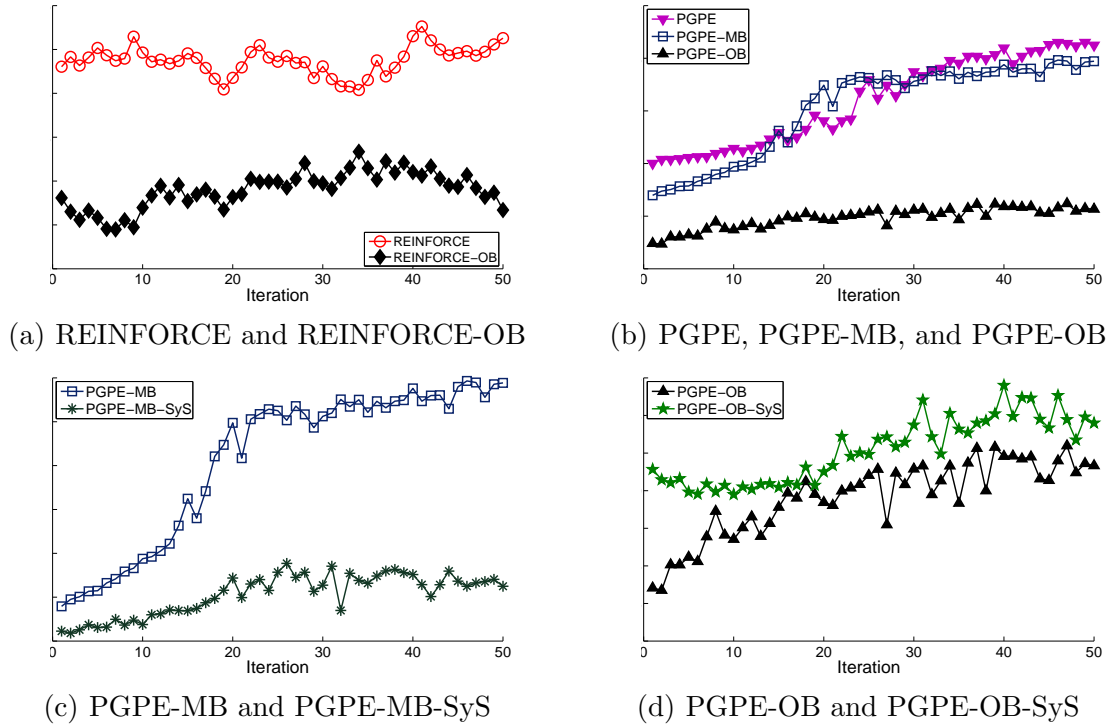 REINFORCE
REINFORCE-OB
0 10 20 30 40 50
Iteration
(a) REINFORCE and REINFORCE-OB
PGPE
PGPE-MB
PGPE-OB
0 10 20 30 40 50
Iteration
(b) PGPE, PGPE-MB, and PGPE-OB
PGPE-MB
PGPE-MB-SyS
0 10 20 30 40 50
Iteration
(c) PGPE-MB and PGPE-MB-SyS
PGPE-OB
PGPE-OB-SyS
0 10 20 30 40 50
Iteration
(d) PGPE-OB and PGPE-OB-SyS